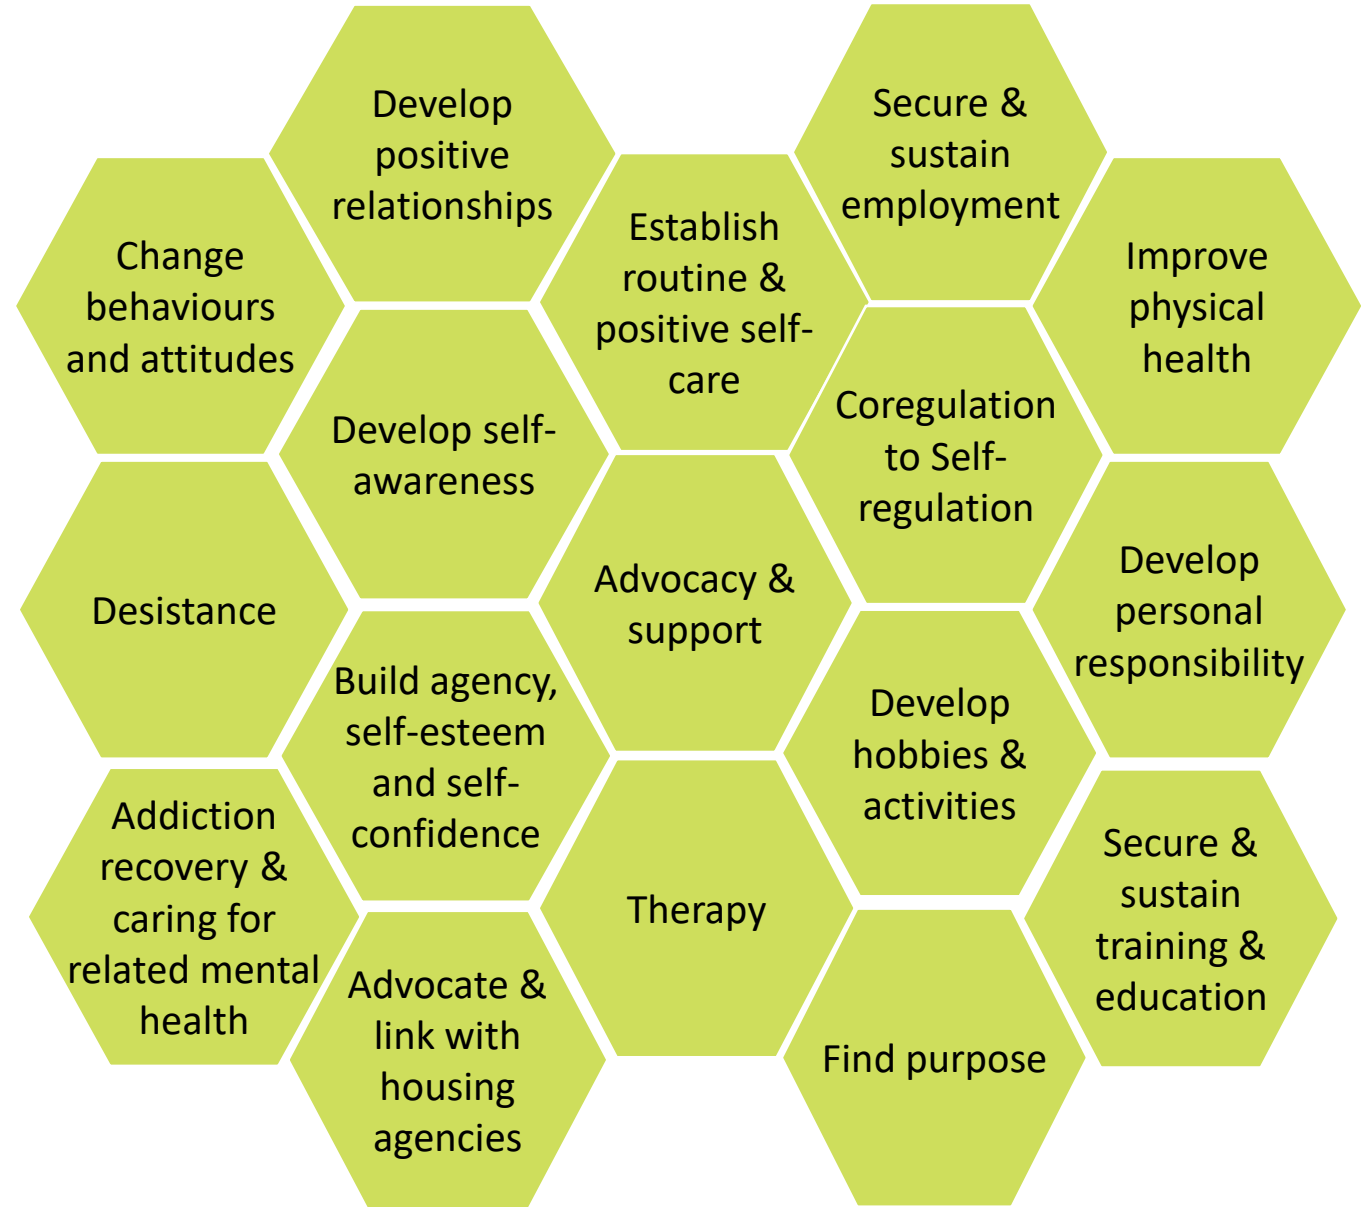 Develop
positive
relationships
Secure &
sustain
employment
Change
behaviours
and attitudes
Establish
routine &
positive self-
care
Improve
physical
health
Develop self-
awareness
Coregulation
to Self-
regulation
Desistance
Advocacy &
support
Develop
personal
responsibility
Build agency,
self-esteem
and self-
confidence
Develop
hobbies &
activities
Addiction
recovery &
caring for
related mental
health
Therapy
Secure &
sustain
training &
education
Advocate &
link with
housing
agencies
Find purpose